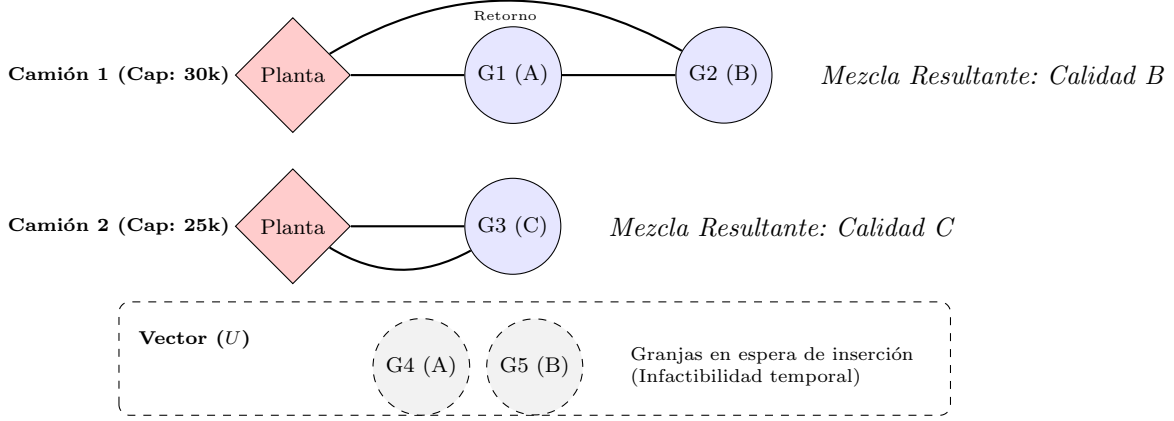 Retorno
Camión 1 (Cap: 30k)
Planta
G1 (A)
G2 (B)
Mezcla Resultante: Calidad B
Camión 2 (Cap: 25k)
Planta
G3 (C)
Mezcla Resultante: Calidad C
Vector (U)
G4 (A)
G5 (B)
Granjas en espera de inserción
(Infactibilidad temporal)